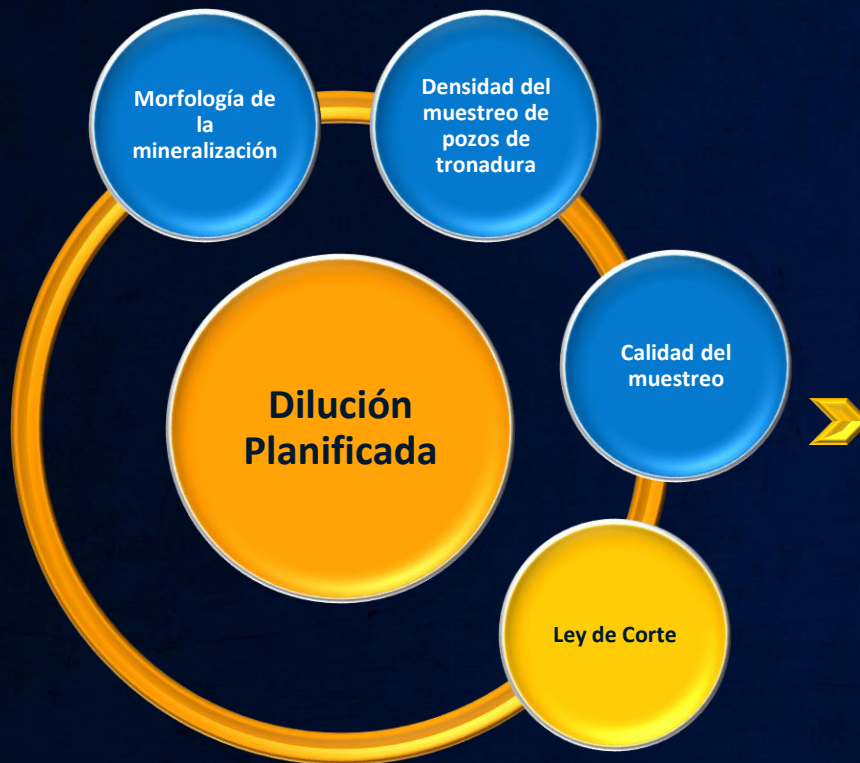 Morfología de
la
mineralización
Densidad del
muestreo de
pozos de
tronadura
Calidad del
muestreo
Dilución
Planificada
Ley de Corte